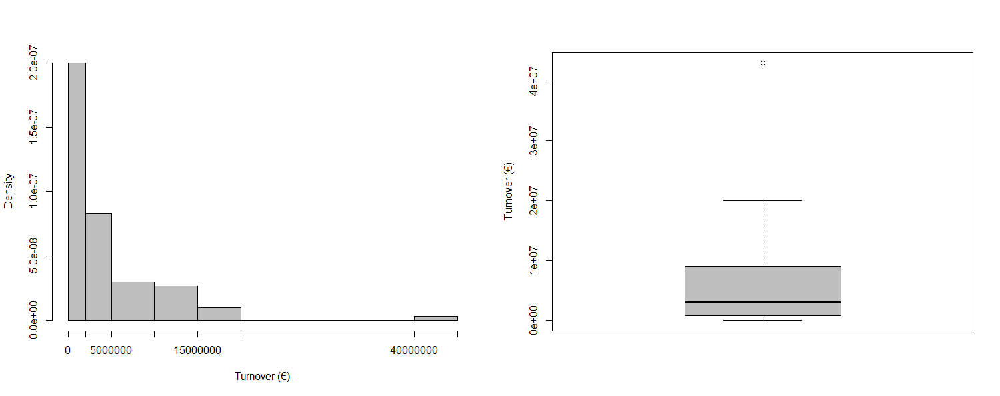 2.0e-07
1.5e-07
1.0e-07
5.0e-08
0.0e+00
Density
0 5000000 15000000 40000000
Turnover (€)
4e+07
3e+07
2e+07
1e+07
0e+00
Turnover (€)